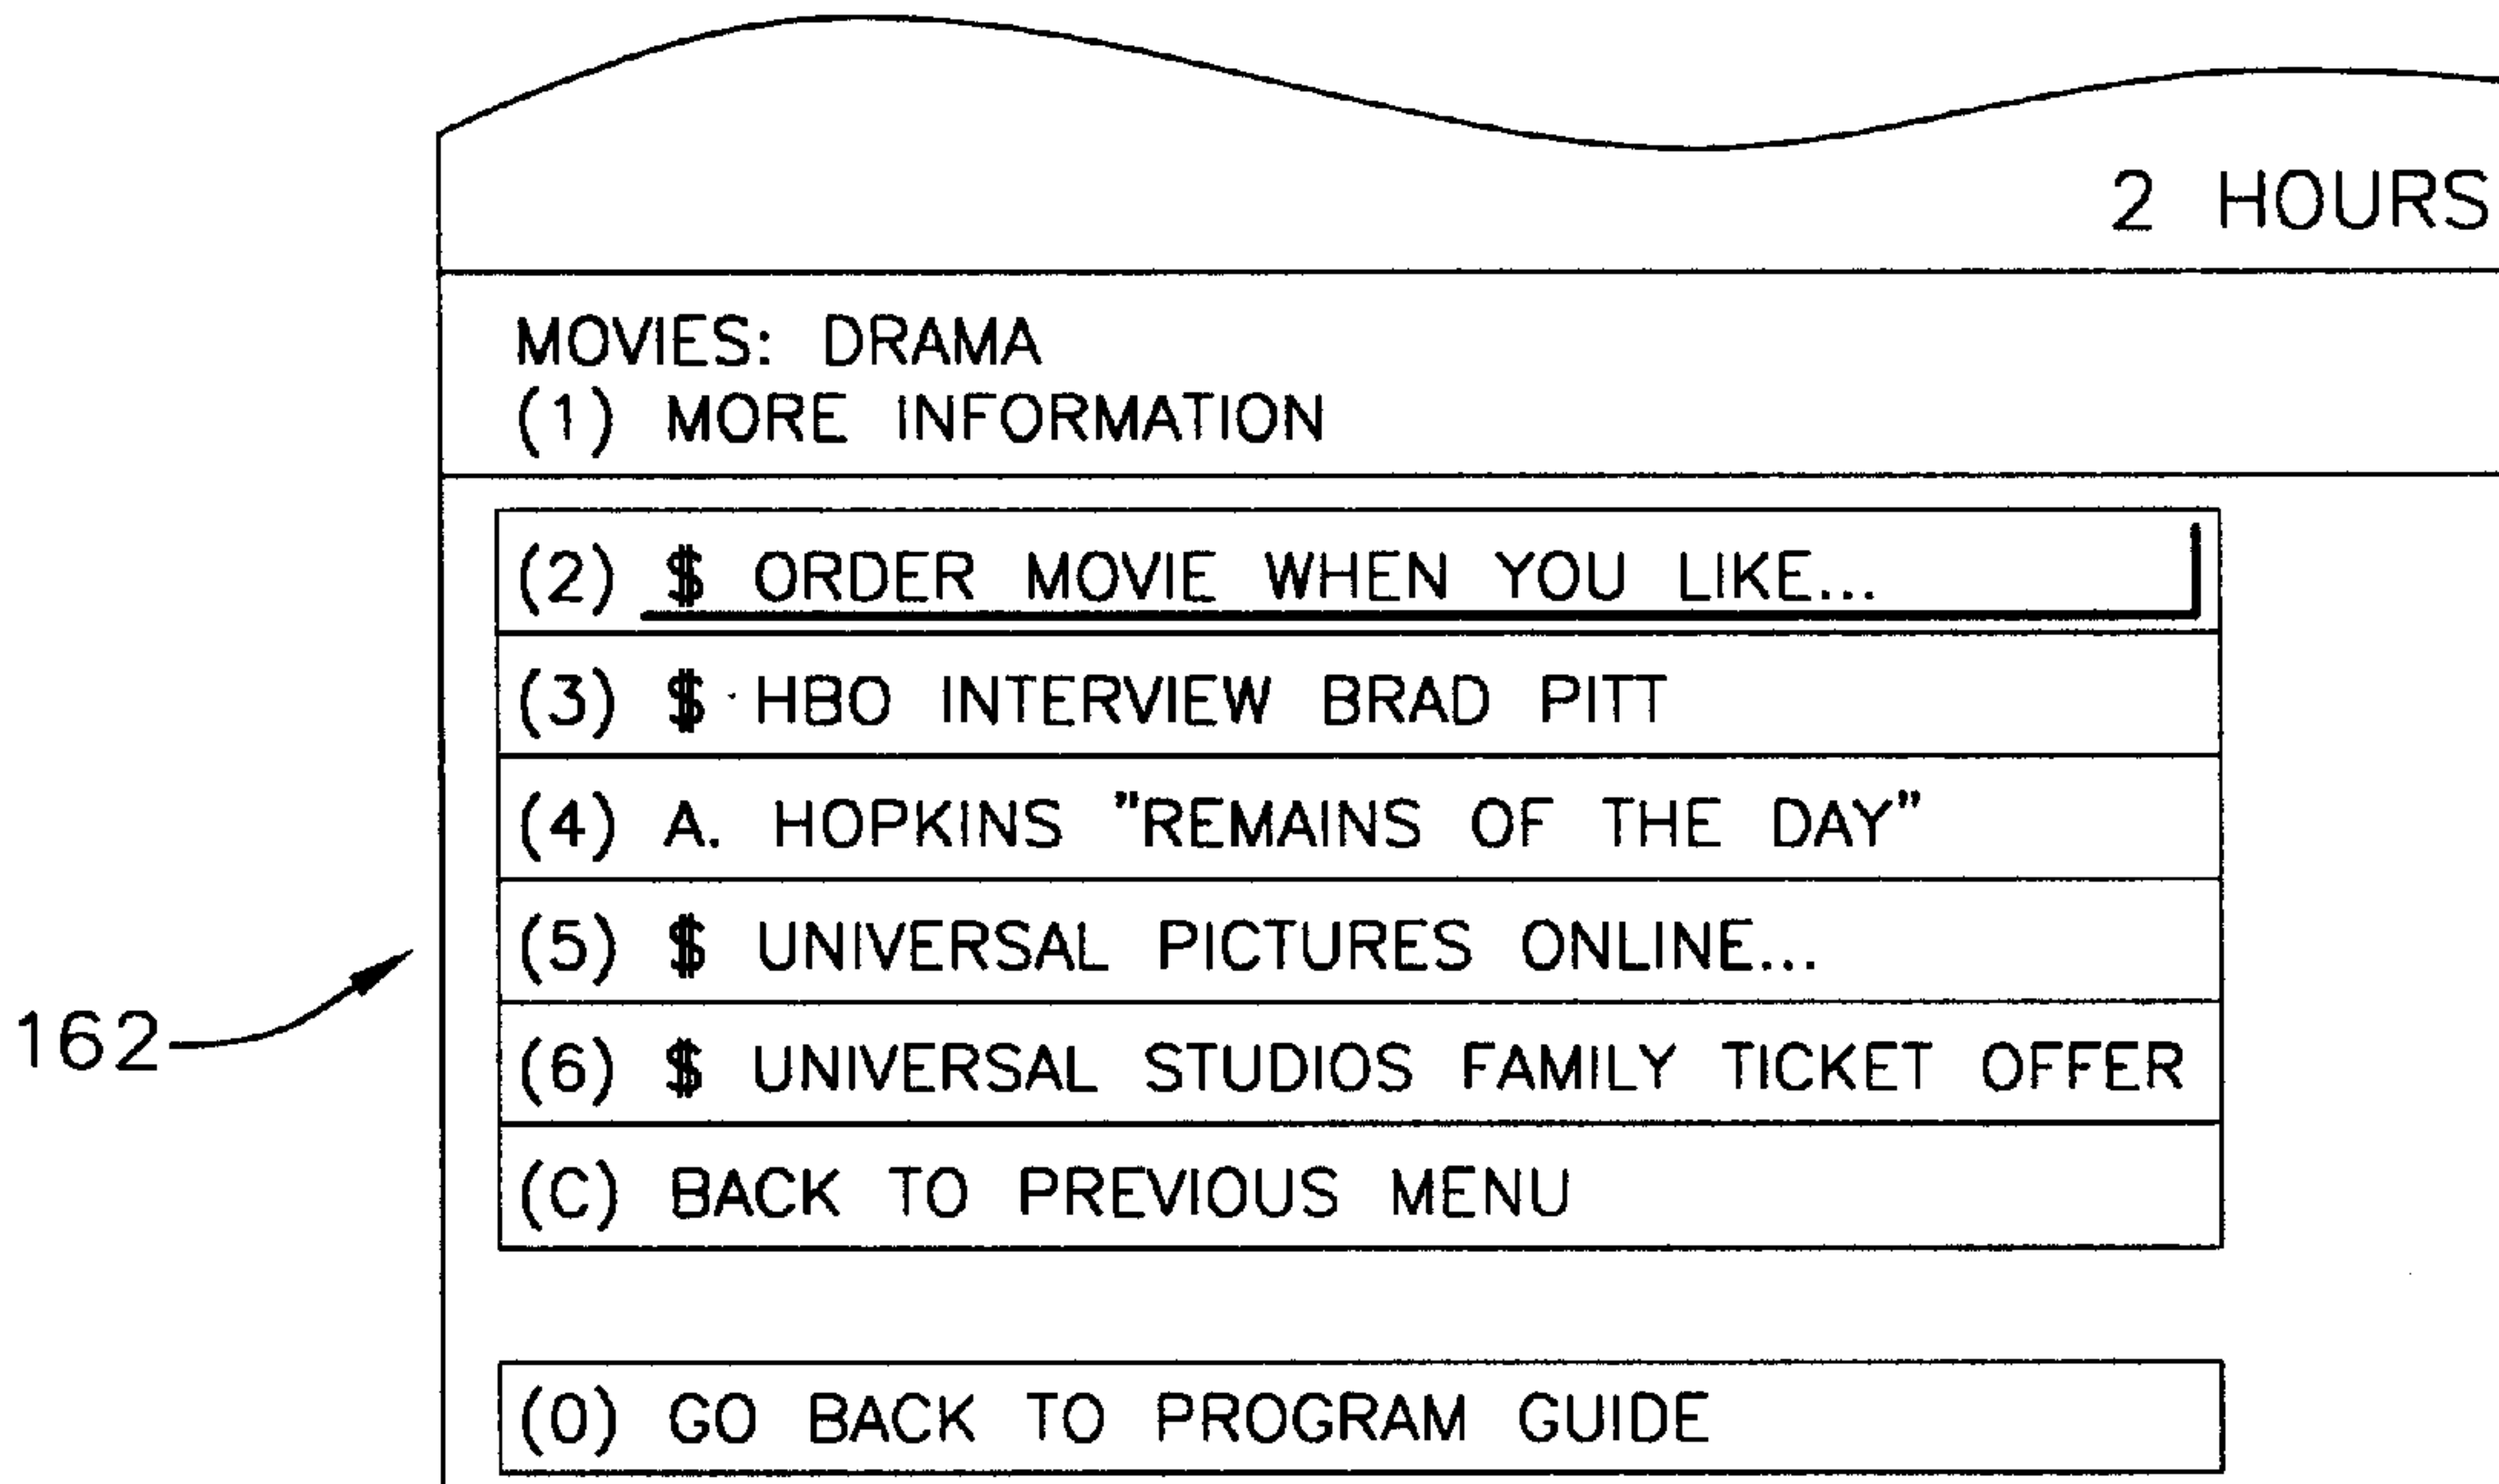 2 HOURS
MOVIES: DRAMA
(1) MORE INFORMATION
(2) $ ORDER MOVIE WHEN YOU LIKE...
(3) $ HBO INTERVIEW BRAD PITT
(4) A. HOPKINS "REMAINS OF THE DAY"
(5) $ UNIVERSAL PICTURES ONLINE...
162
(6) $ UNIVERSAL STUDIOS FAMILY TICKET OFFER
(C) BACK TO PREVIOUS MENU
(0) GO BACK TO PROGRAM GUIDE